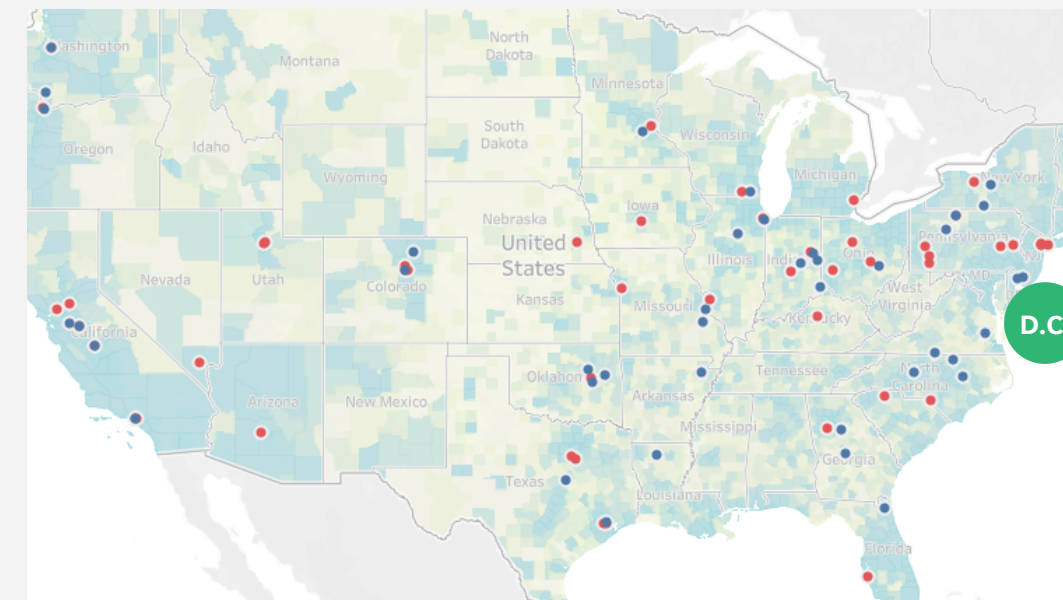 ashington
North
Dakota
Montana
Minnesota
South
Dakota
Wisconsin
Oregon
Idaho
Wyoming
Michigan
New York
Iowa
Nebraska
United
States
Pennsylvania
Ohio
Illinois
Indi
NJ
MD
Nevada
Utah
Colorado
Kansas
Missouri
West
Virginia
Kentucky
D.C
California
Oklahom
Tennessee
North
Carolina
Arizona
New Mexico
Arkansas
Mississippi
Georgia
Texas
Louisiana
Florida